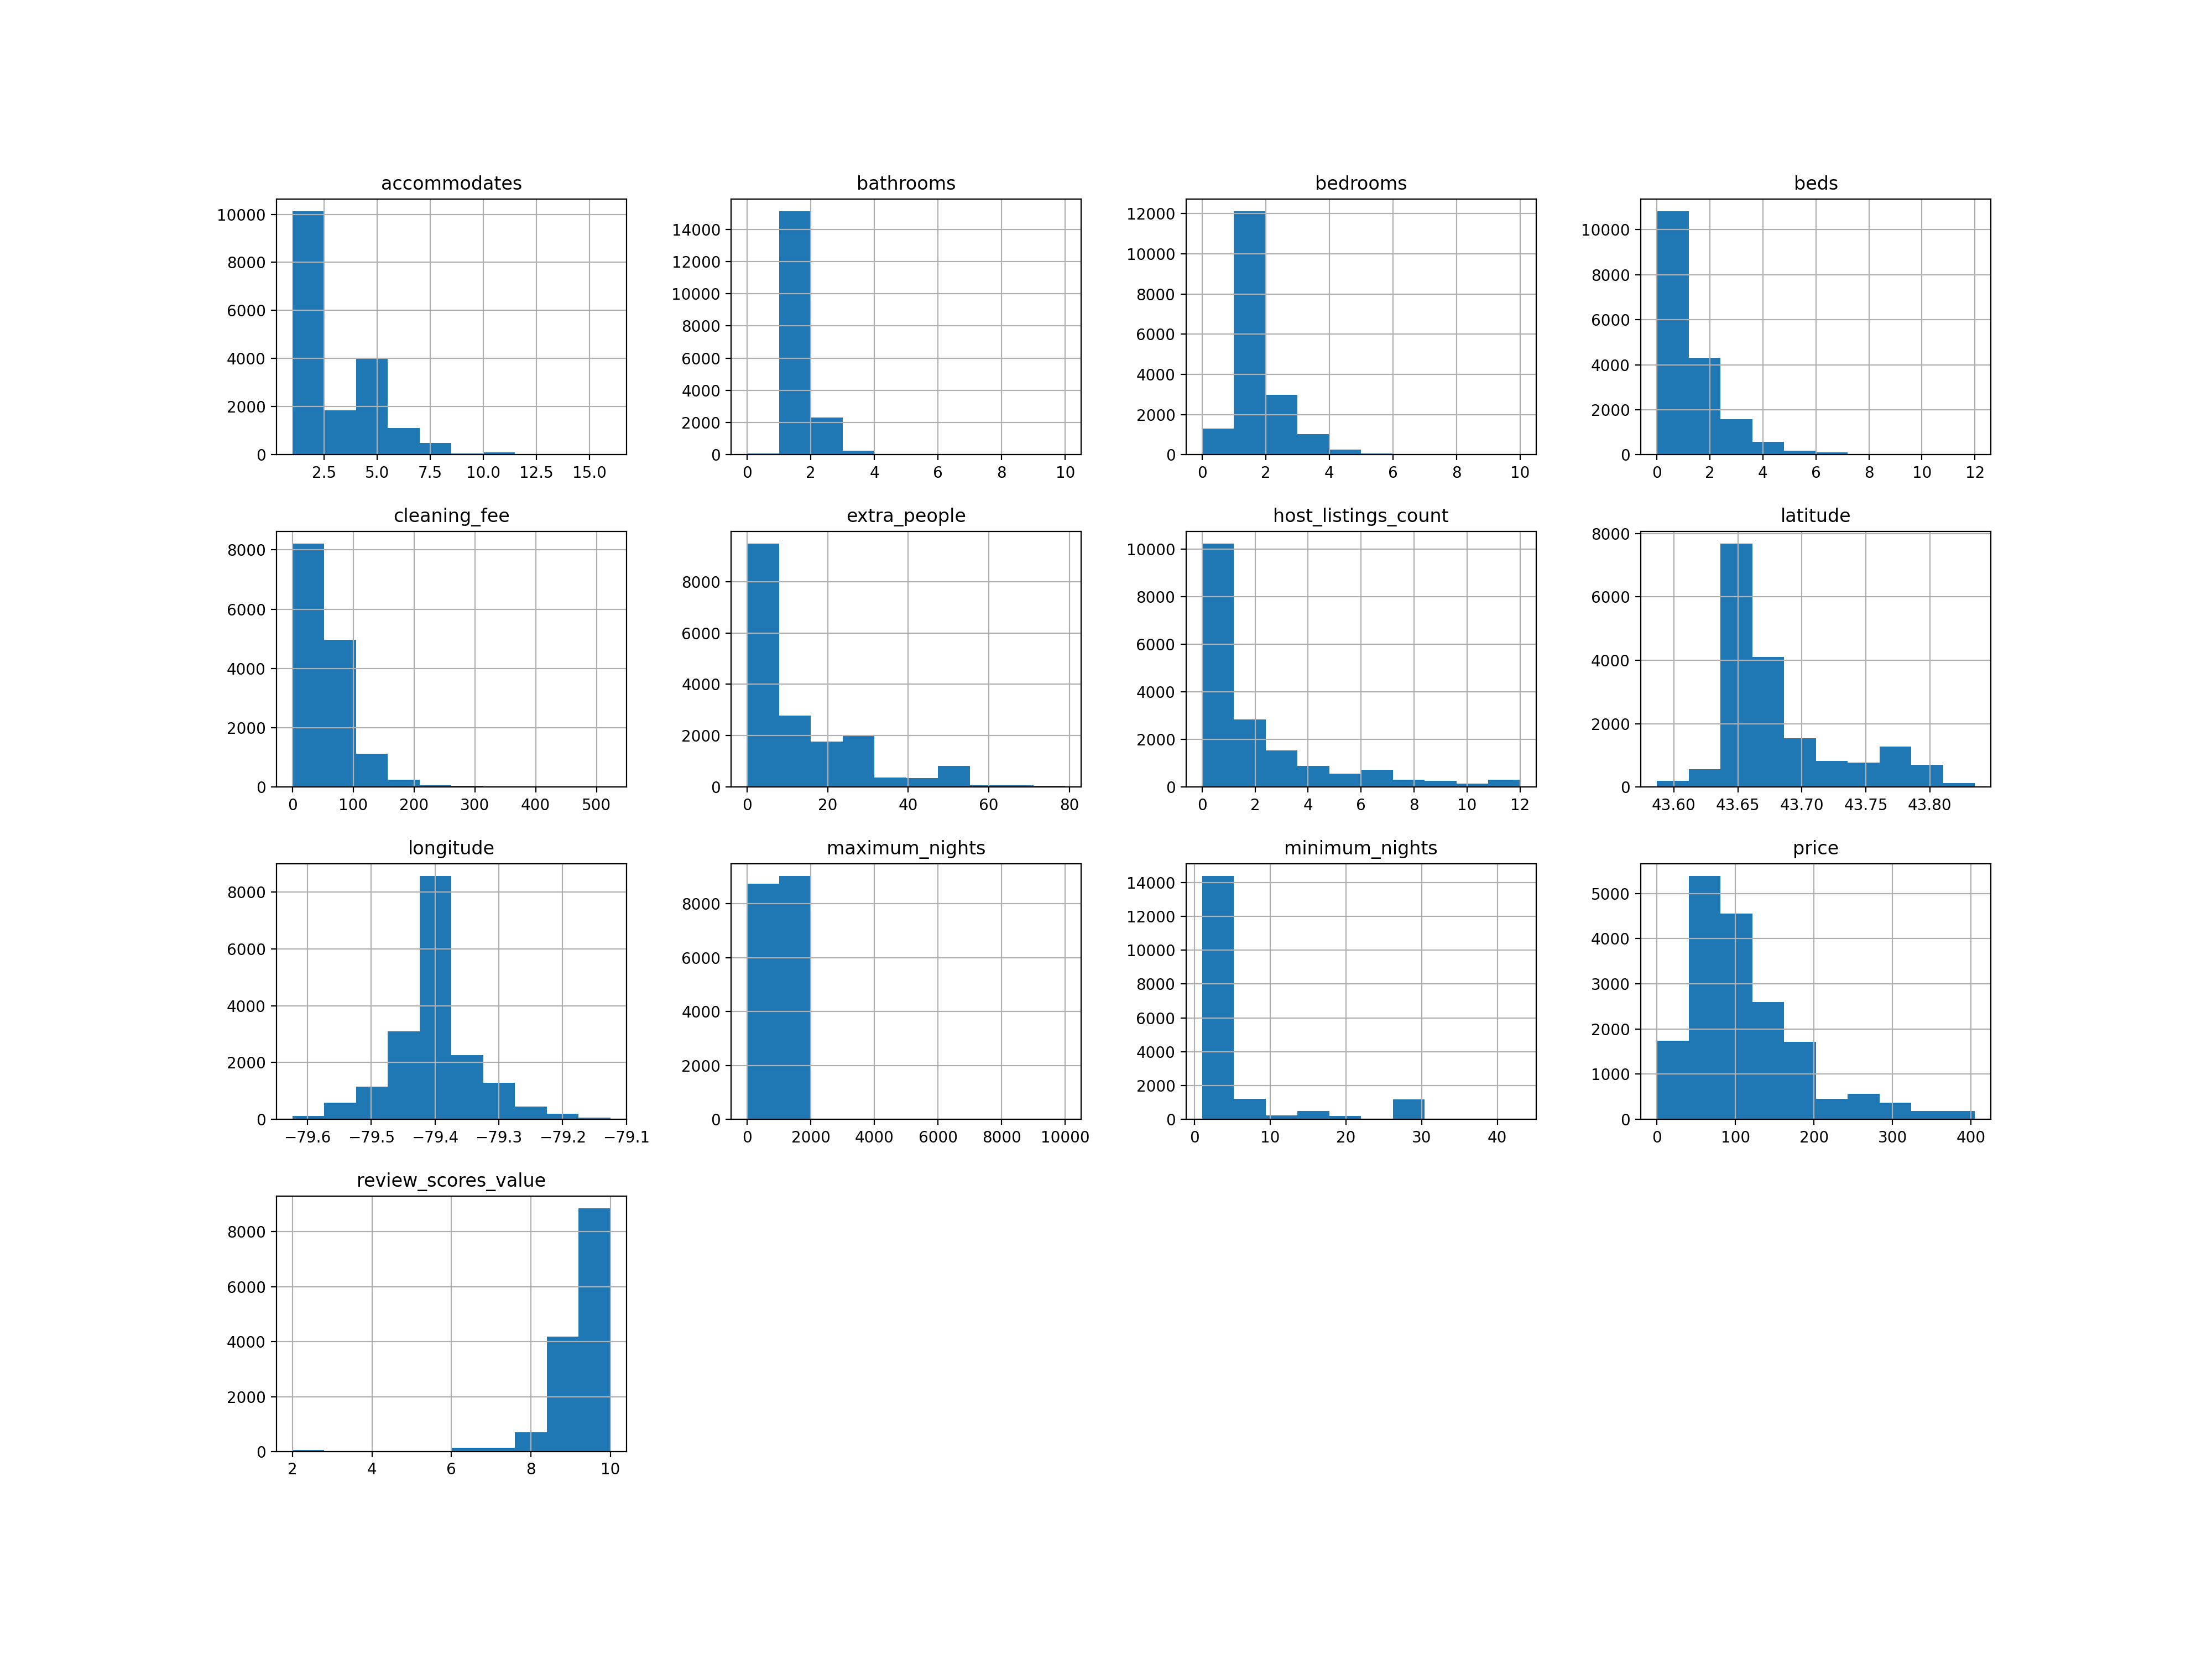 accommodates
10000
8000
6000
4000
2000
0
2.5 5.0 7.5 10.0 12.5 15.0
bathrooms
14000
12000
10000
8000
6000
4000
2000
0
0 2 4 6 8 10
bedrooms
12000
10000
8000
6000
4000
2000
0
0 2 4 6 8 10
beds
10000
8000
6000
4000
2000
0
0 2 4 6 8 10 12
cleaning_fee
8000
6000
4000
2000
0
0 100 200 300 400 500
extra_people
8000
6000
4000
2000
0
0 20 40 60 80
host_listings_count
10000
8000
6000
4000
2000
0
0 2 4 6 8 10 12
latitude
8000
6000
4000
2000
0
43.60 43.65 43.70 43.75 43.80
longitude
8000
6000
4000
2000
0
−79.6 −79.5 −79.4 −79.3 −79.2 −79.1
maximum_nights
8000
6000
4000
2000
0
0 2000 4000 6000 8000 10000
minimum_nights
14000
12000
10000
8000
6000
4000
2000
0
0 10 20 30 40
price
5000
4000
3000
2000
1000
0
0 100 200 300 400
review_scores_value
8000
6000
4000
2000
0
2 4 6 8 10